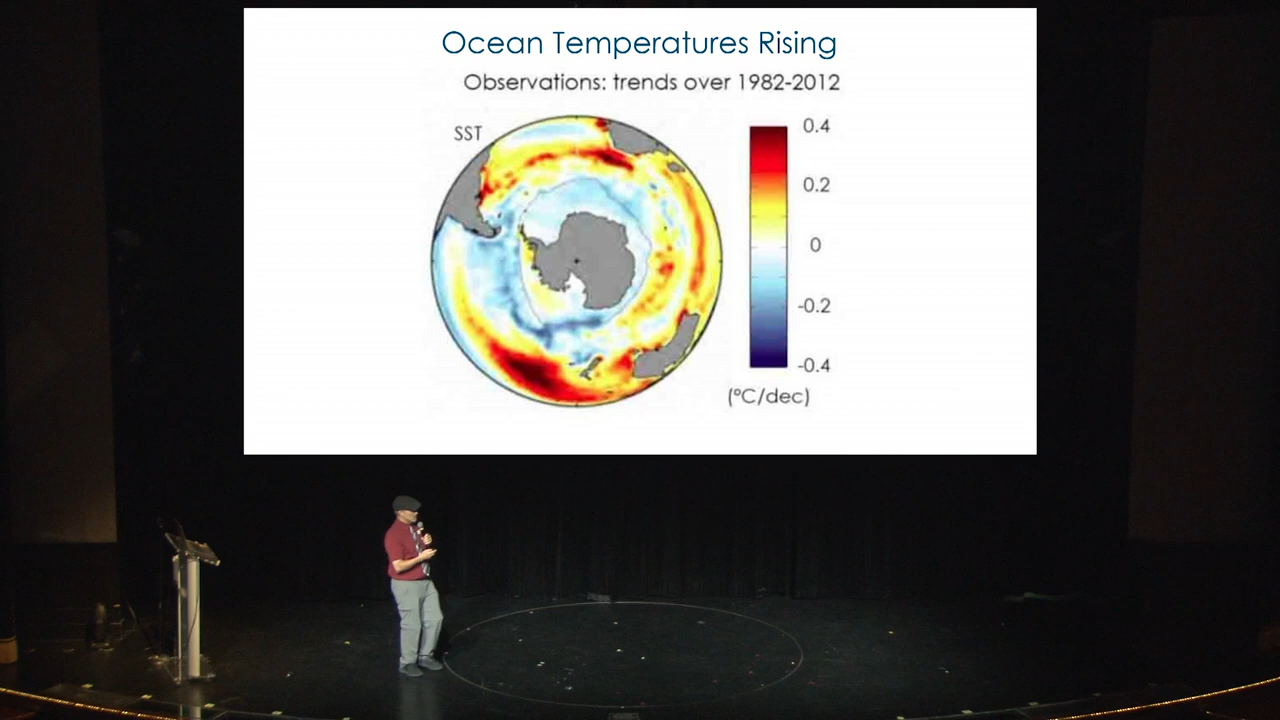 Ocean Temperatures Rising
Observations: trends over 1982-2012
SST
0.4
0.2
0
-0.2
-0.4
(°C/dec)